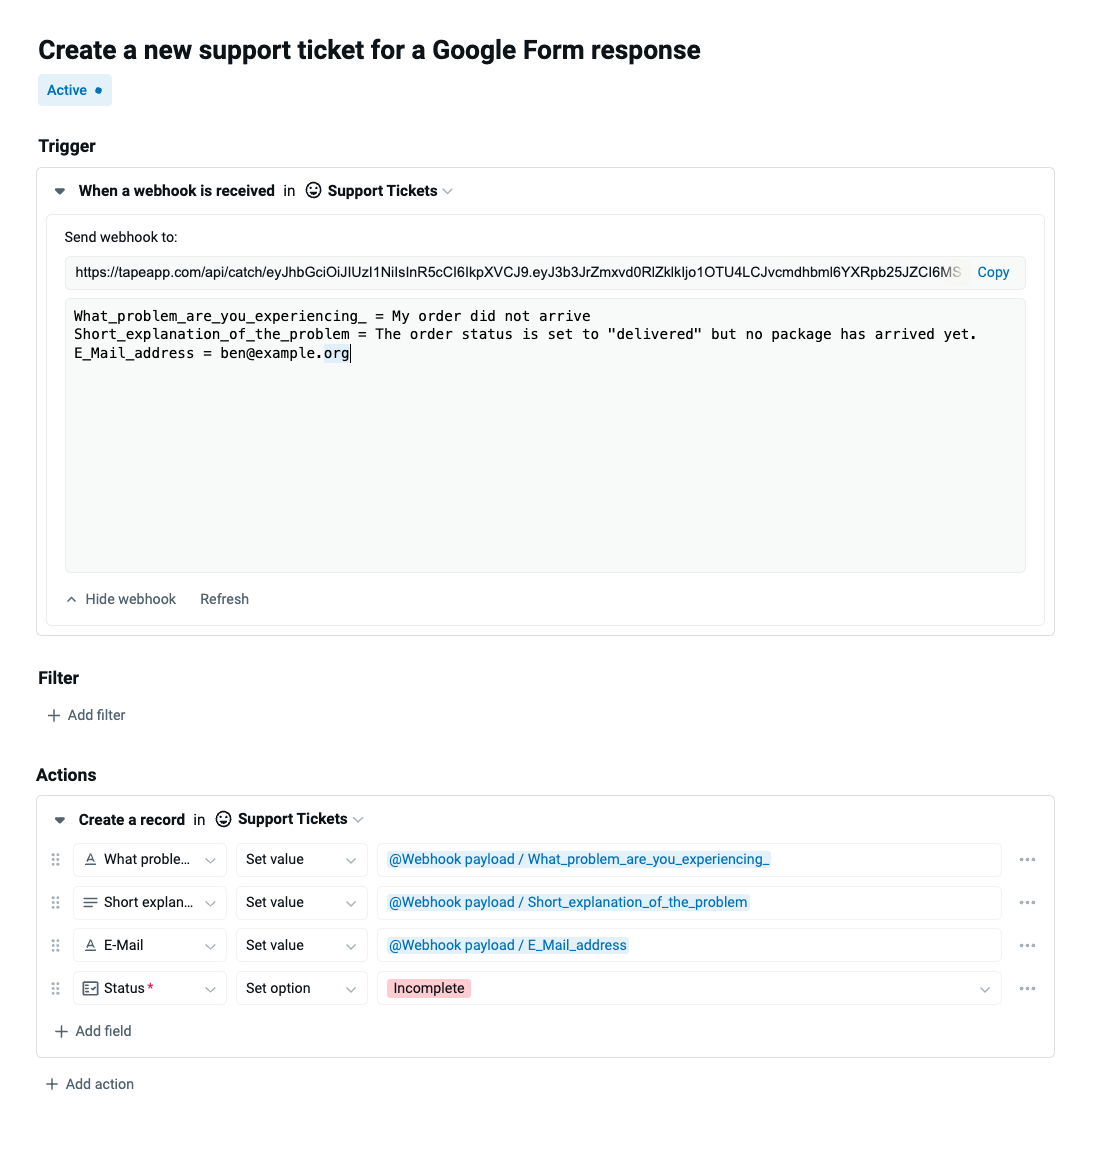 Create a new support ticket for a Google Form response
Active
Trigger
When a webhook is received in Support Tickets
Send webhook to:
https://tapeapp.com/api/catch/eyJhbGciOiJIUzI1NiIsInR5cCI6IkpXVCJ9.eyJ3b3JrZmxvd0RlZklkIjo1OTU4LCJvcmdhbml6YXRpb25JZCI6MS Copy
What_problem_are_you_experiencing_ = My order did not arrive
Short_explanation_of_the_problem = The order status is set to "delivered" but no package has arrived yet.
E_Mail_address = ben@example.org
Hide webhook Refresh
Filter
Add filter
Actions
Create a record in Support Tickets
What proble... Set value @Webhook payload / What_problem_are_you_experiencing_
Short explan... Set value @Webhook payload / Short_explanation_of_the_problem
E-Mail Set value @Webhook payload / E_Mail_address
Status * Set option Incomplete
Add field
Add action